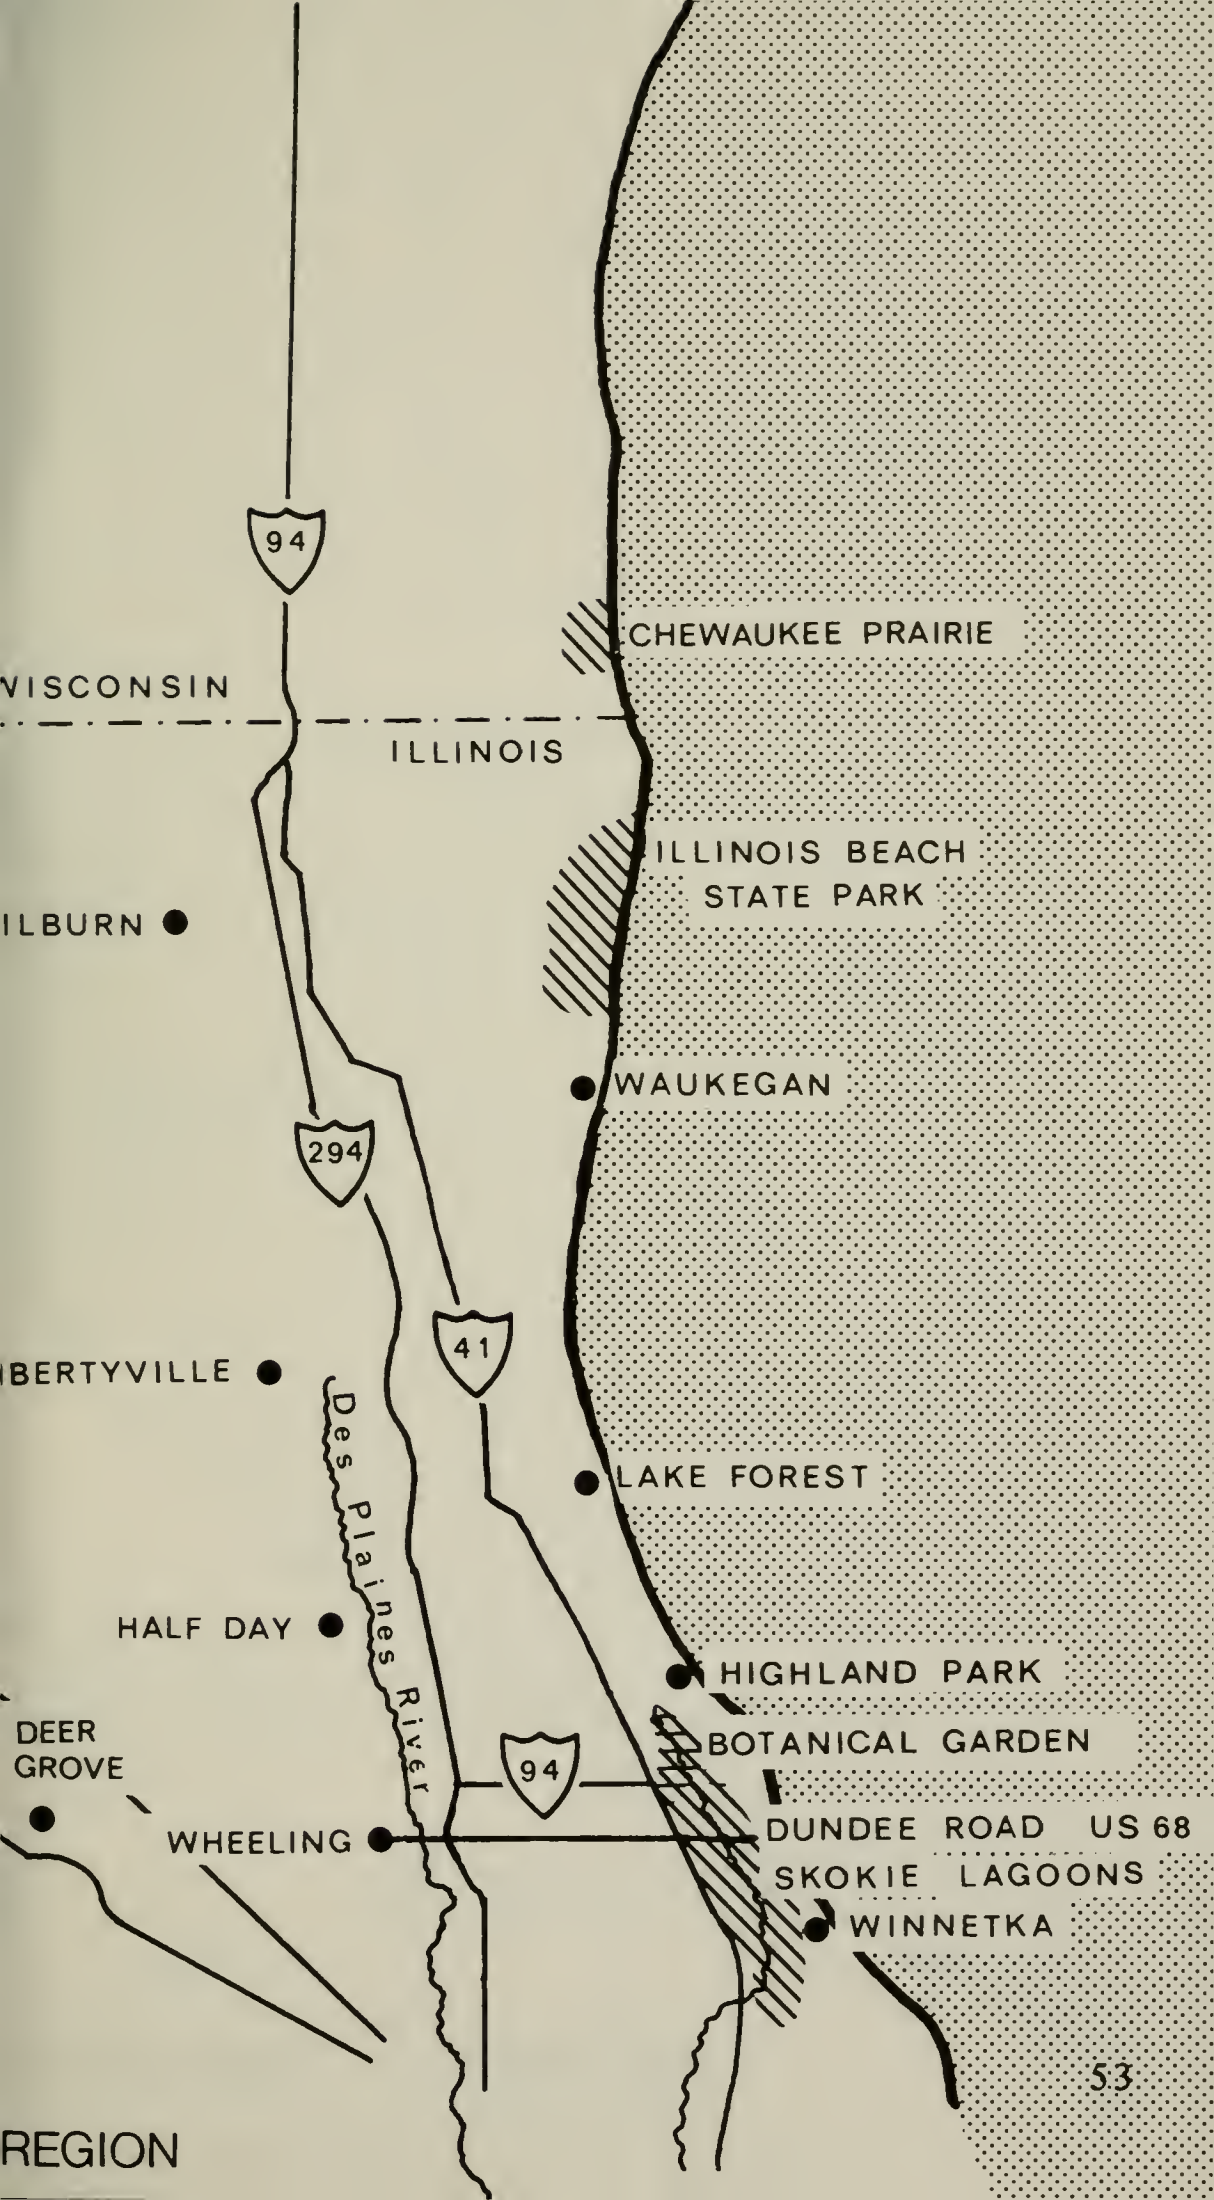 94
CHEWAUKEE PRAIRIE
WISCONSIN
ILLINOIS
ILLINOIS BEACH
STATE PARK
ILBURN
WAUKEGAN
294
41
IBERTYVILLE
Des Plaines River
LAKE FOREST
HALF DAY
HIGHLAND PARK
DEER
GROVE
BOTANICAL GARDEN
94
DUNDEE ROAD US 68
WHEELING
SKOKIE LAGOONS
WINNETKA
53
REGION